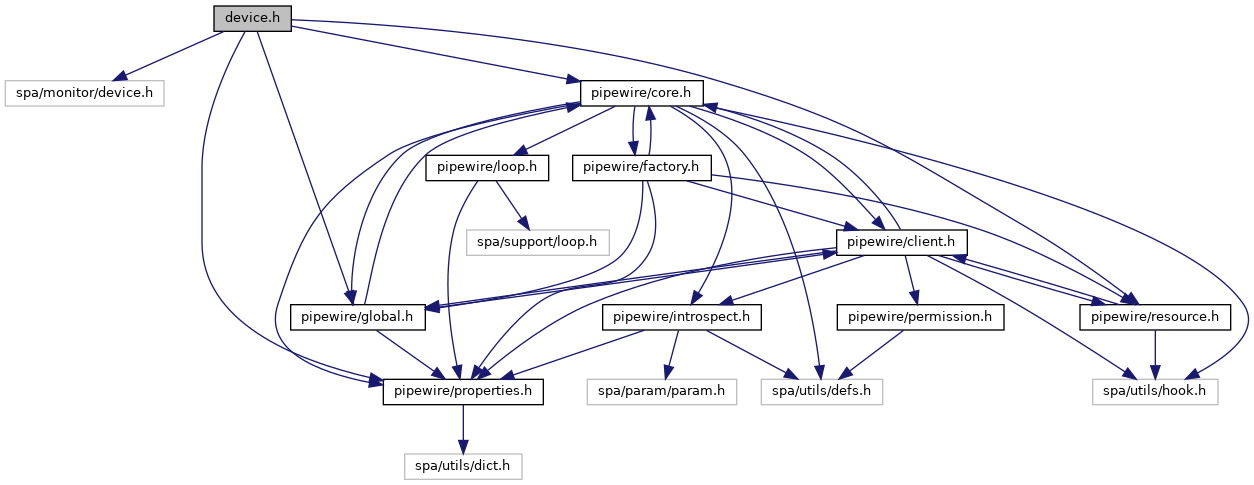 device.h
spa/monitor/device.h
pipewire/core.h
pipewire/loop.h
pipewire/factory.h
spa/support/loop.h
pipewire/client.h
pipewire/global.h
pipewire/introspect.h
pipewire/permission.h
pipewire/resource.h
pipewire/properties.h
spa/param/param.h
spa/utils/defs.h
spa/utils/hook.h
spa/utils/dict.h